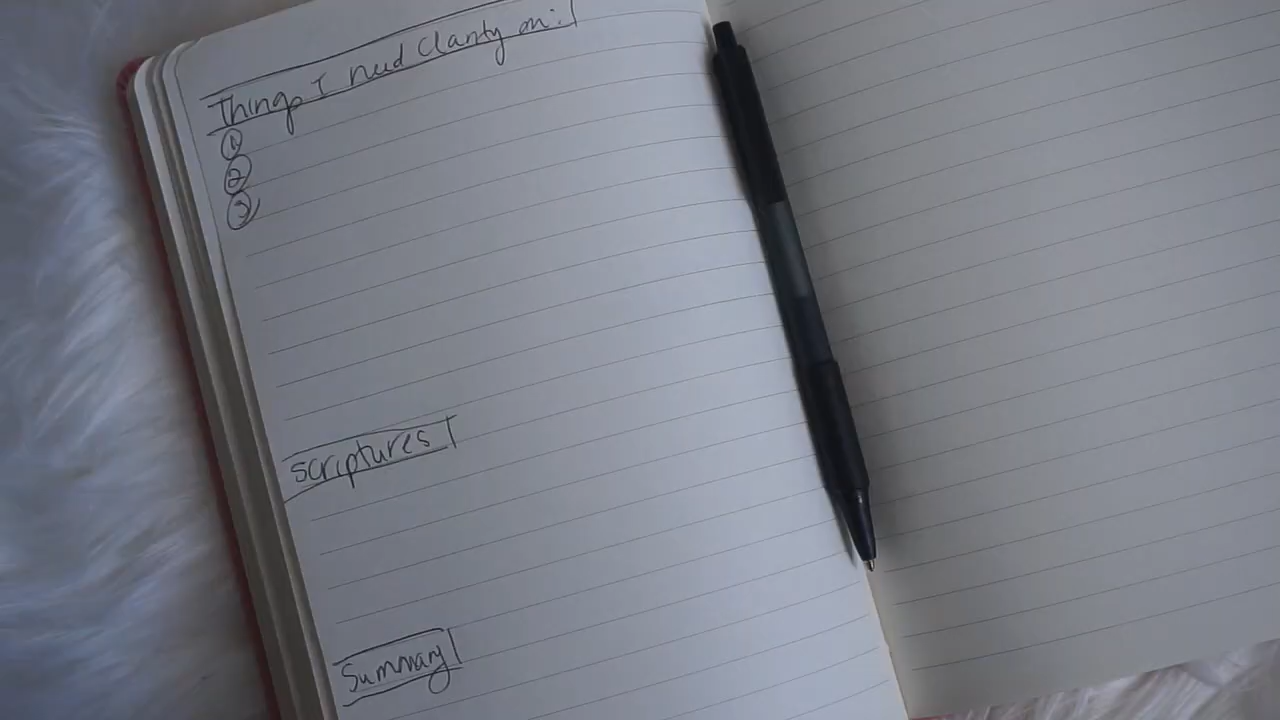 Things I need Clarity on:
①
②
③
Scriptures
Summary